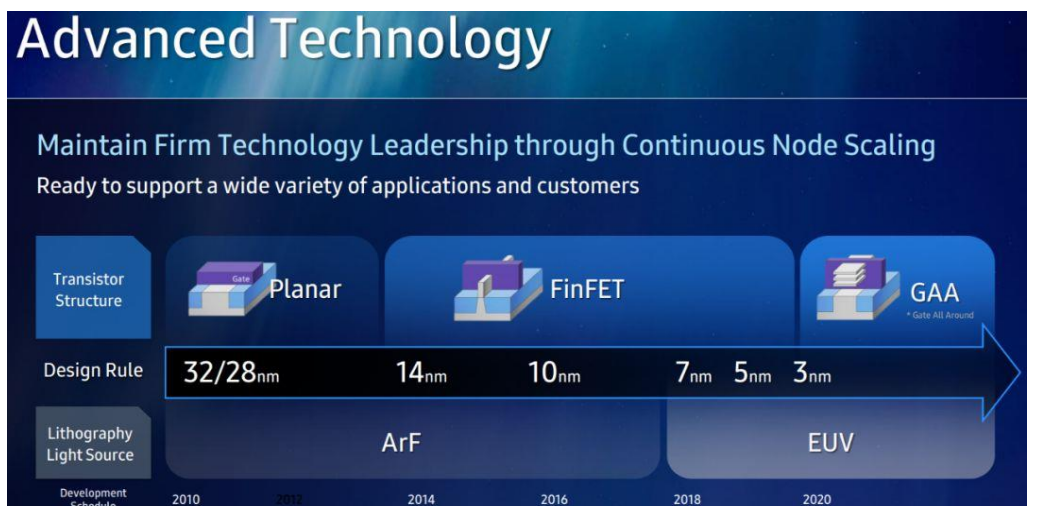 Advanced Technology
Maintain Firm Technology Leadership through Continuous Node Scaling
Ready to support a wide variety of applications and customers
Transistor
Structure
Gate
Planar
FinFET
GAA
* Gate All Around
Design Rule
32/28nm
14nm
10nm
7nm
5nm
3nm
Lithography
Light Source
ArF
EUV
Development
Schedule
2010
2012
2014
2016
2018
2020